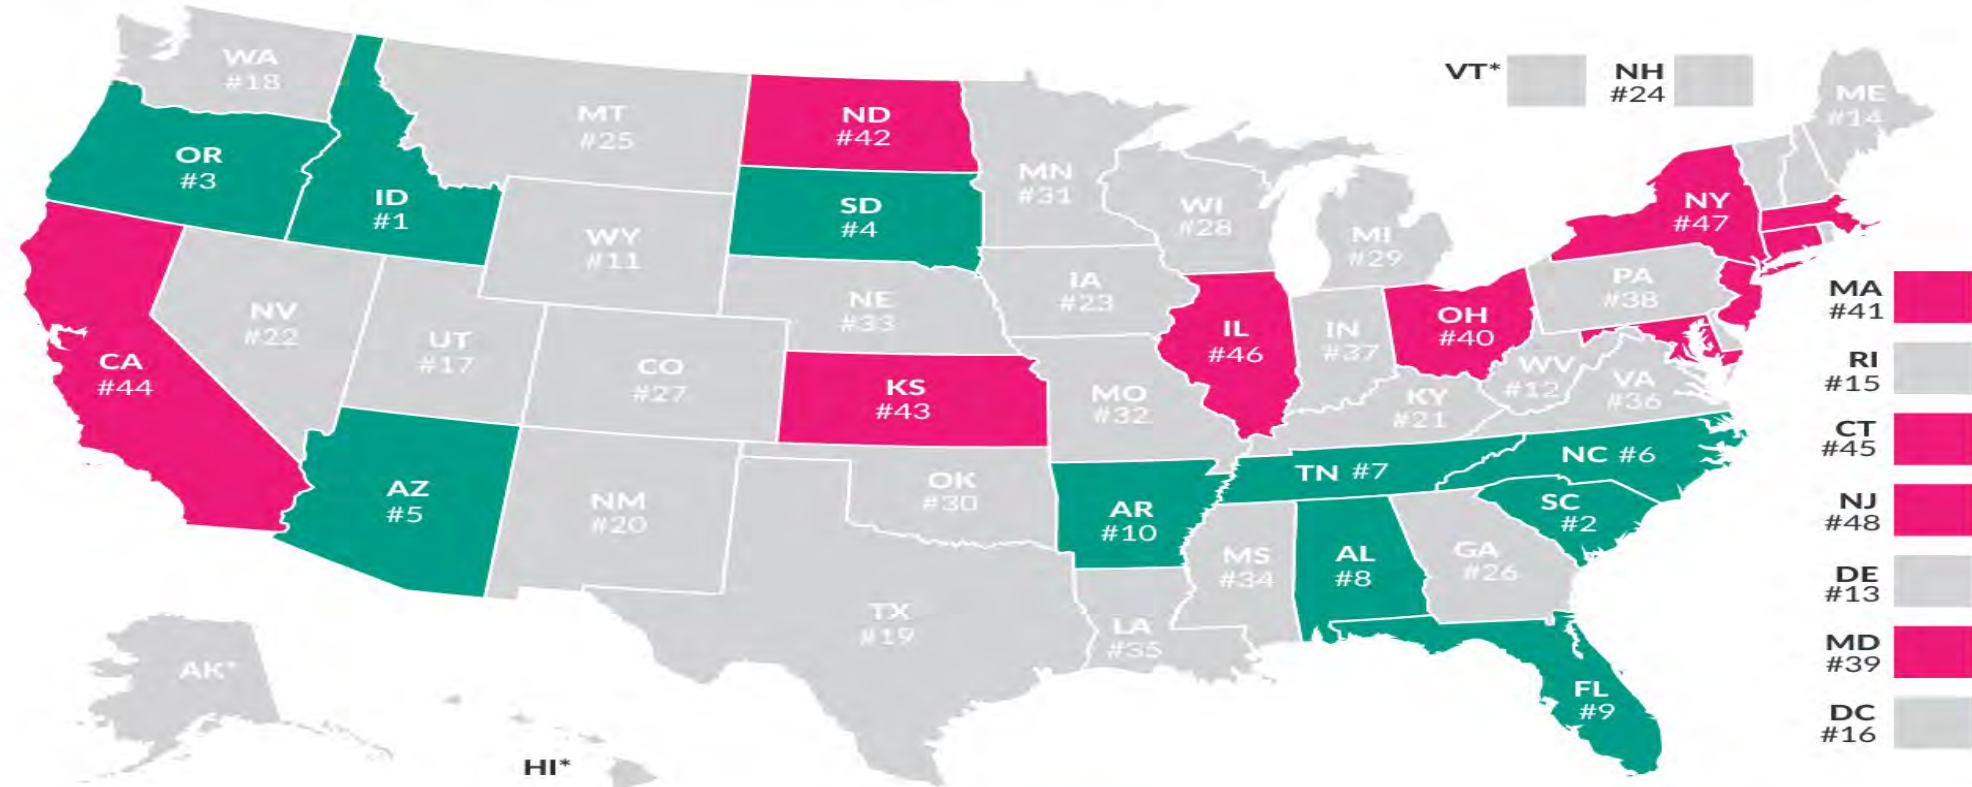 WA
#18
OR
#3
ID
#1
MT
#25
ND
#42
SD
#4
MN
#31
WI
#28
MI
#29
VT*
NH
#24
ME
#14
NY
#47
WY
#11
NE
#33
IA
#23
CA
#44
NV
#22
UT
#17
CO
#27
KS
#43
MO
#32
IL
#46
IN
#37
OH
#40
PA
#38
WV
#12
VA
#36
KY
#21
AZ
#5
NM
#20
OK
#30
AR
#10
TN #7
NC #6
SC
#2
MS
#34
AL
#8
GA
#26
TX
#19
LA
#35
FL
#9
AK*
HI*
MA
#41
RI
#15
CT
#45
NJ
#48
DE
#13
MD
#39
DC
#16